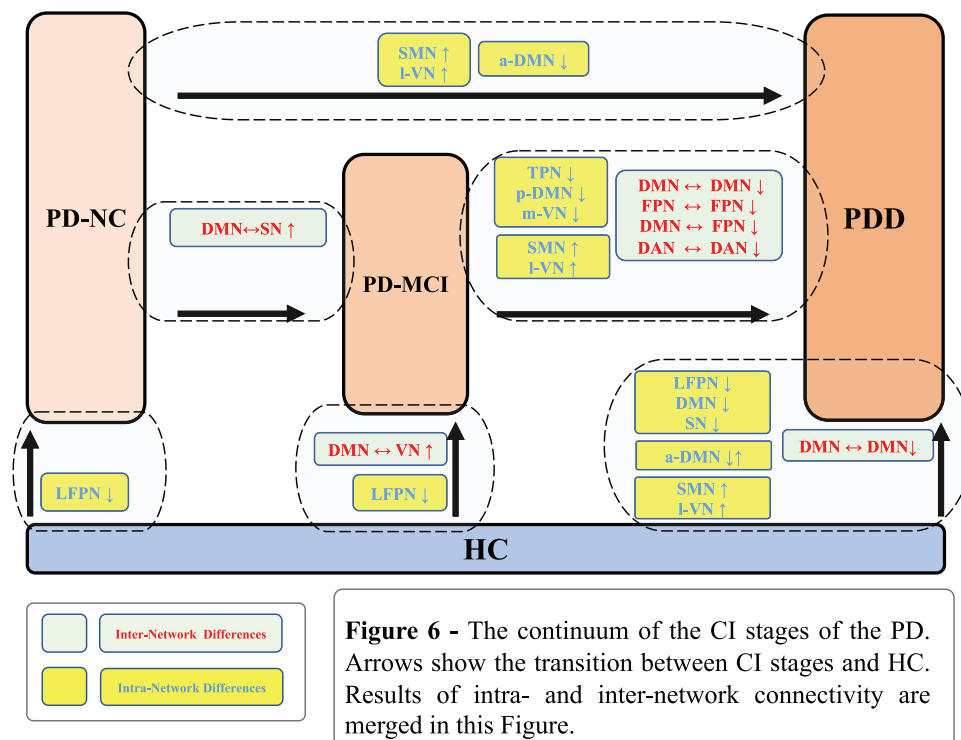 SMN ↑
l-VN ↑
a-DMN ↓
PD-NC
DMN↔SN ↑
PD-MCI
TPN ↓
p-DMN ↓
m-VN ↓
SMN ↑
l-VN ↑
DMN ↔ DMN ↓
FPN ↔ FPN ↓
DMN ↔ FPN ↓
DAN ↔ DAN ↓
PDD
LFPN ↓
DMN ↔ VN ↑
LFPN ↓
LFPN ↓
DMN ↓
SN ↓
a-DMN ↓↑
SMN ↑
l-VN ↑
DMN ↔ DMN↓
HC
Inter-Network Differences
Intra-Network Differences
Figure 6 - The continuum of the CI stages of the PD.
Arrows show the transition between CI stages and HC.
Results of intra- and inter-network connectivity are
merged in this Figure.